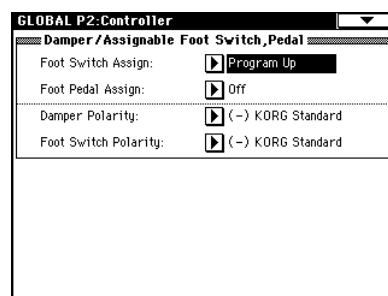 GLOBAL P2:Controller
Damper/Assignable Foot Switch,Pedal
Foot Switch Assign: Program Up
Foot Pedal Assign: Off
Damper Polarity: (-) KORG Standard
Foot Switch Polarity: (-) KORG Standard